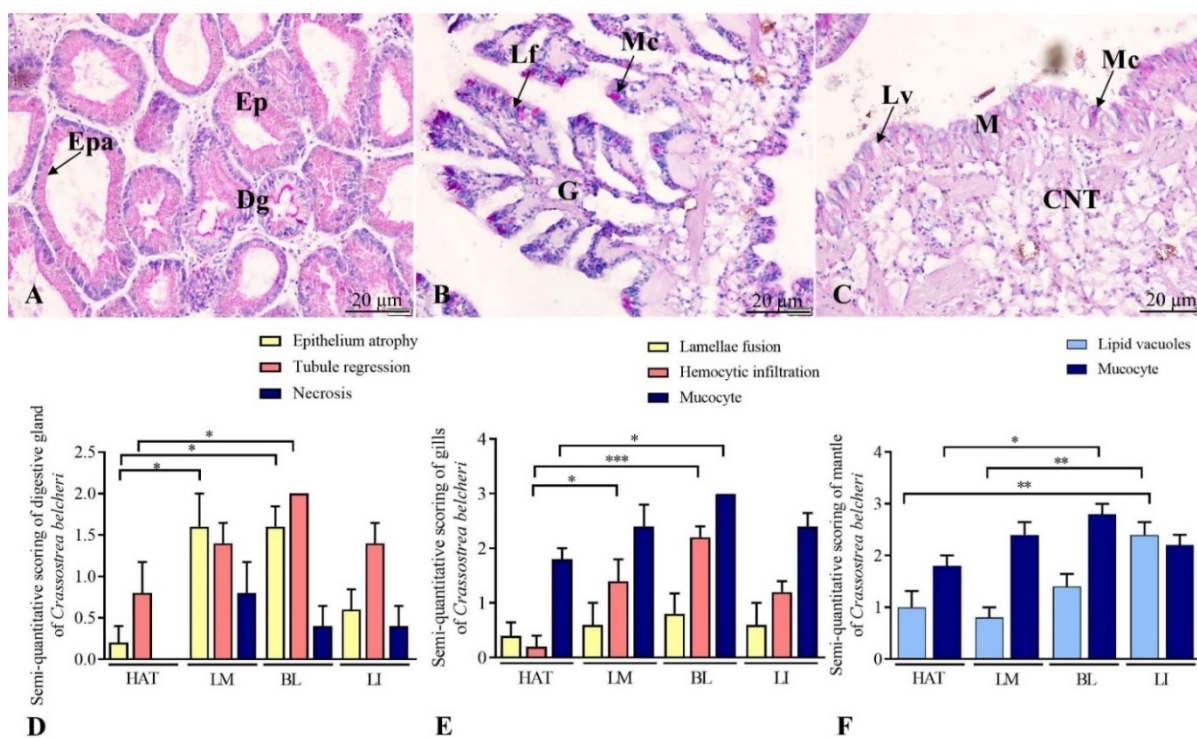 Ep
Epa
Dg
A
20 µm
Lf
Mc
G
B
20 µm
Mc
Lv
M
CNT
C
20 µm
Epithelium atrophy
Tubule regression
Necrosis
Semi-quantitative scoring of digestive gland
of Crassostrea belcheri
2.5
2.0
1.5
1.0
0.5
0.0
*
*
*
HAT
LM
BL
LI
D
Lamellae fusion
Hemocytic infiltration
Mucocyte
Semi-quantitative scoring of gills
of Crassostrea belcheri
4
3
2
1
0
*
***
*
HAT
LM
BL
LI
E
Lipid vacuoles
Mucocyte
Semi-quantitative scoring of mantle
of Crassostrea belcheri
4
3
2
1
0
*
**
**
HAT
LM
BL
LI
F